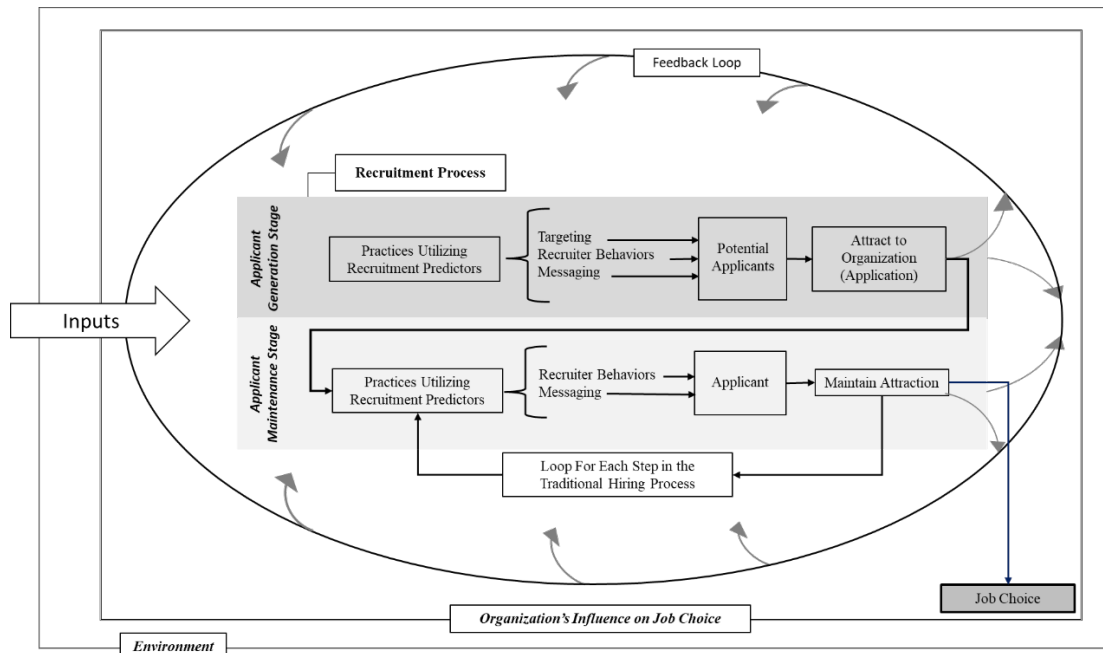 Feedback Loop
Recruitment Process
Applicant
Generation Stage
Practices Utilizing
Recruitment Predictors
Targeting
Recruiter Behaviors
Messaging
Potential
Applicants
Attract to
Organization
(Application)
Inputs
Applicant
Maintenance Stage
Practices Utilizing
Recruitment Predictors
Recruiter Behaviors
Messaging
Applicant
Maintain Attraction
Loop For Each Step in the
Traditional Hiring Process
Job Choice
Organization's Influence on Job Choice
Environment